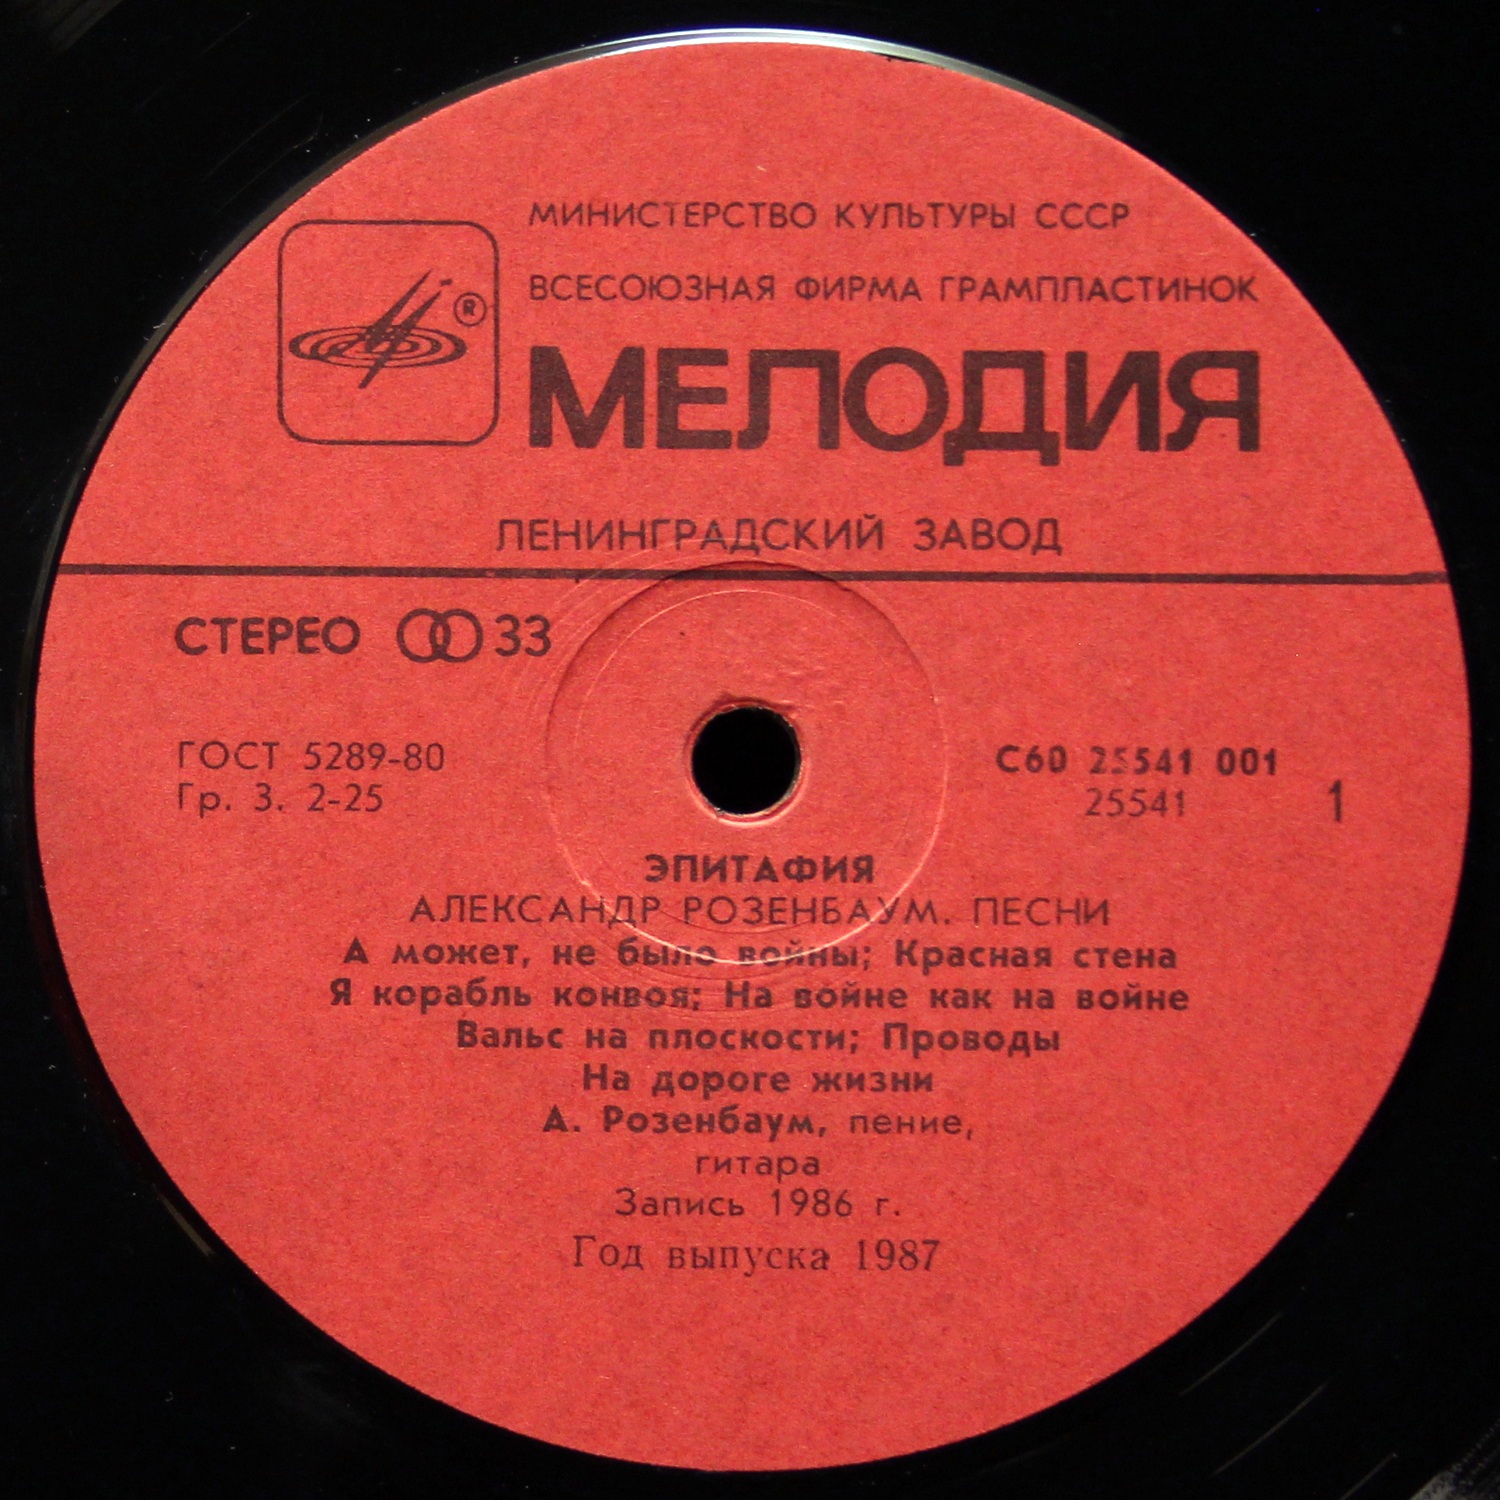 МИНИСТЕРСТВО КУЛЬТУРЫ СССР
ВСЕСОЮЗНАЯ ФИРМА ГРАМПЛАСТИНОК
®
МЕЛОДИЯ
ЛЕНИНГРАДСКИЙ ЗАВОД
СТЕРЕО 33
ГОСТ 5289-80
Гр. 3. 2-25
С60 25541 001
25541
1
ЭПИТАФИЯ
АЛЕКСАНДР РОЗЕНБАУМ. ПЕСНИ
А может, не было войны; Красная стена
Я корабль конвоя; На войне как на войне
Вальс на плоскости; Проводы
На дороге жизни
А. Розенбаум, пение,
гитара
Запись 1986 г.
Год выпуска 1987